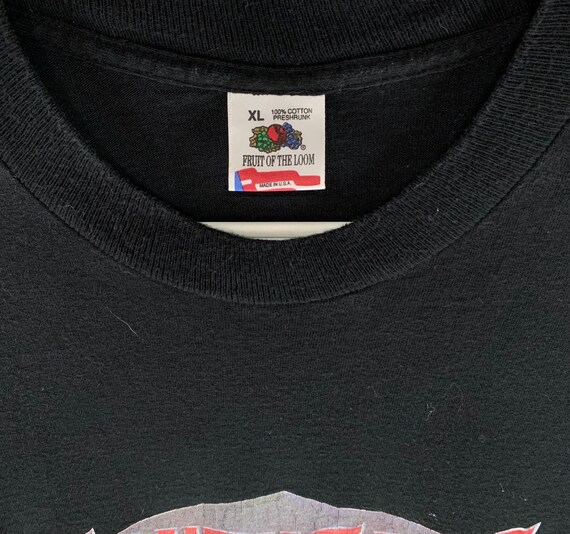 XL 100% COTTON
PRESHRUNK
®
FRUIT OF THE LOOM
MADE IN U.S.A.